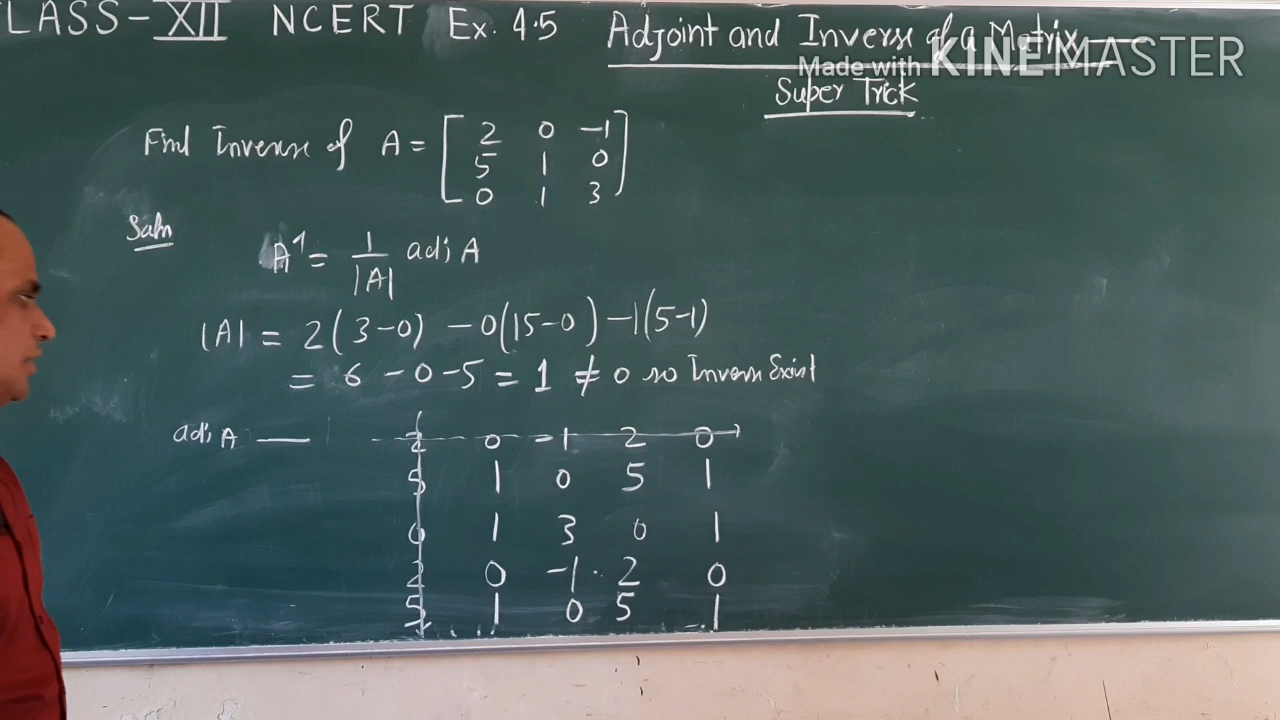 LASS-XII NCERT Ex. 4.5 Adjoint and Inverse of a Matrix
Made with KINEMASTER
Super Trick
Find Inverse of A = [ 2 0 -1
5 1 0
0 1 3 ]
Soln
A⁻¹ = 1/|A| adj A
|A| = 2(3-0) -0(15-0) -1(5-1)
= 6 -0 -5 = 1 ≠ 0 so Inverse Exist
adj A — 2 0 -1 2 0
5 1 0 5 1
0 1 3 0 1
2 0 -1 2 0
5 1 0 5 1